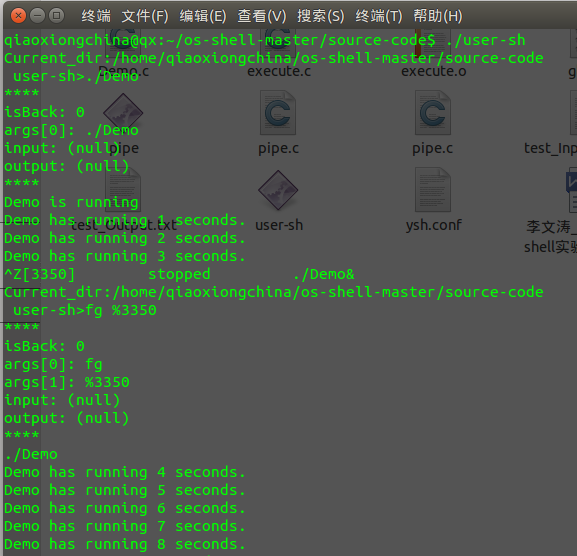 终端 文件(F) 编辑(E) 查看(V) 搜索(S) 终端(T) 帮助(H)
qiaoxiongchina@qx:~/os-shell-master/source-code$ ./user-sh
Current_dir:/home/qiaoxiongchina/os-shell-master/source-code
user-sh>./Demo
****
isBack: 0
args[0]: ./Demo
input: (null)
output: (null)
****
Demo is running
Demo has running 1 seconds.
Demo has running 2 seconds.
Demo has running 3 seconds.
^Z[3350] stopped ./Demo&
Current_dir:/home/qiaoxiongchina/os-shell-master/source-code
user-sh>fg %3350
****
isBack: 0
args[0]: fg
args[1]: %3350
input: (null)
output: (null)
****
./Demo
Demo has running 4 seconds.
Demo has running 5 seconds.
Demo has running 6 seconds.
Demo has running 7 seconds.
Demo has running 8 seconds.
Demo.c execute.c execute.o g
pipe pipe.c pipe.c test_Inp
test_Output.txt user-sh ysh.conf 李文涛_
shell实验